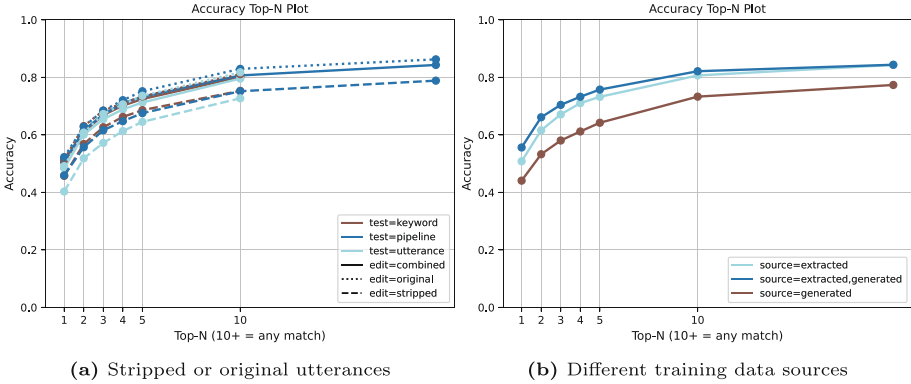 Accuracy Top-N Plot
1.0
0.8
0.6
0.4
0.2
0.0
Accuracy
test=keyword
test=pipeline
test=utterance
edit=combined
edit=original
edit=stripped
1 2 3 4 5 10
Top-N (10+ = any match)
(a) Stripped or original utterances
Accuracy Top-N Plot
1.0
0.8
0.6
0.4
0.2
0.0
Accuracy
source=extracted
source=extracted,generated
source=generated
1 2 3 4 5 10
Top-N (10+ = any match)
(b) Different training data sources